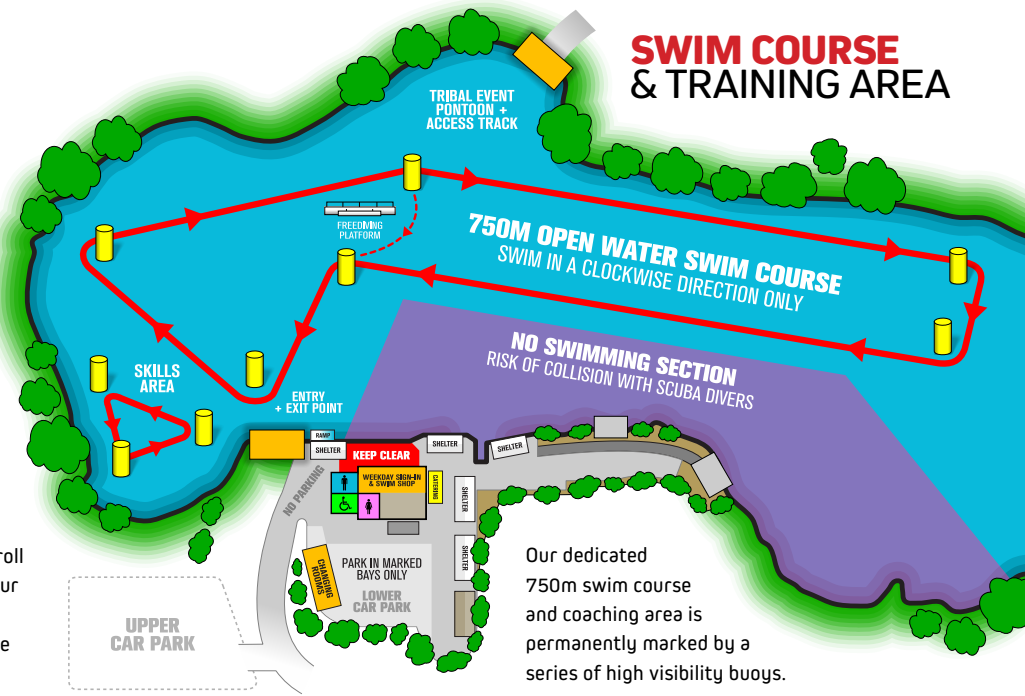 SWIM COURSE
& TRAINING AREA
TRIBAL EVENT
PONTOON +
ACCESS TRACK
FREEDIVING
PLATFORM
750M OPEN WATER SWIM COURSE
SWIM IN A CLOCKWISE DIRECTION ONLY
NO SWIMMING SECTION
RISK OF COLLISION WITH SCUBA DIVERS
SKILLS
AREA
ENTRY
+ EXIT POINT
RAMP
SHELTER
KEEP CLEAR
SHELTER
SHELTER
NO PARKING
WEEKDAY SIGN-IN
& SWIM SHOP
CATERING
SHELTER
SHELTER
CHANGING
ROOMS
PARK IN MARKED
BAYS ONLY
LOWER
CAR PARK
UPPER
CAR PARK
roll
ur
e
Our dedicated
750m swim course
and coaching area is
permanently marked by a
series of high visibility buoys.